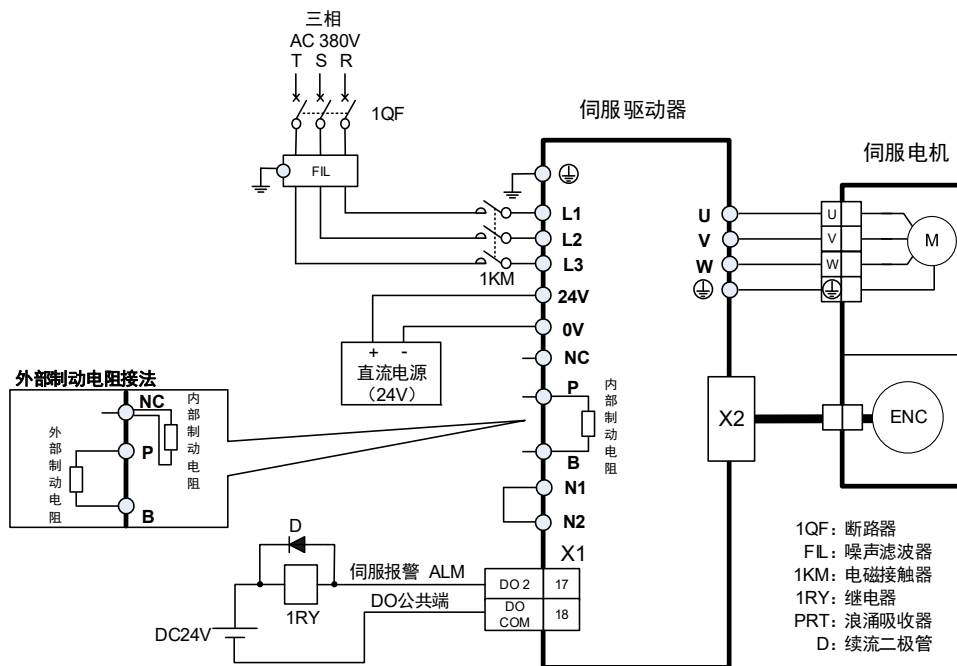 三相
AC 380V
T S R
1QF
FIL
伺服驱动器
伺服电机
L1
L2
L3
1KM
24V
0V
NC
P
B
N1
N2
内部制动电阻
U
V
W
U
V
W
M
X2
ENC
+ -
直流电源
（24V）
外部制动电阻接法
NC
P
B
内部制动电阻
外部制动电阻
X1
D
1RY
伺服报警 ALM
DO公共端
DC24V
DO 2 17
DO COM 18
1QF：断路器
FIL：噪声滤波器
1KM：电磁接触器
1RY：继电器
PRT：浪涌吸收器
D：续流二极管